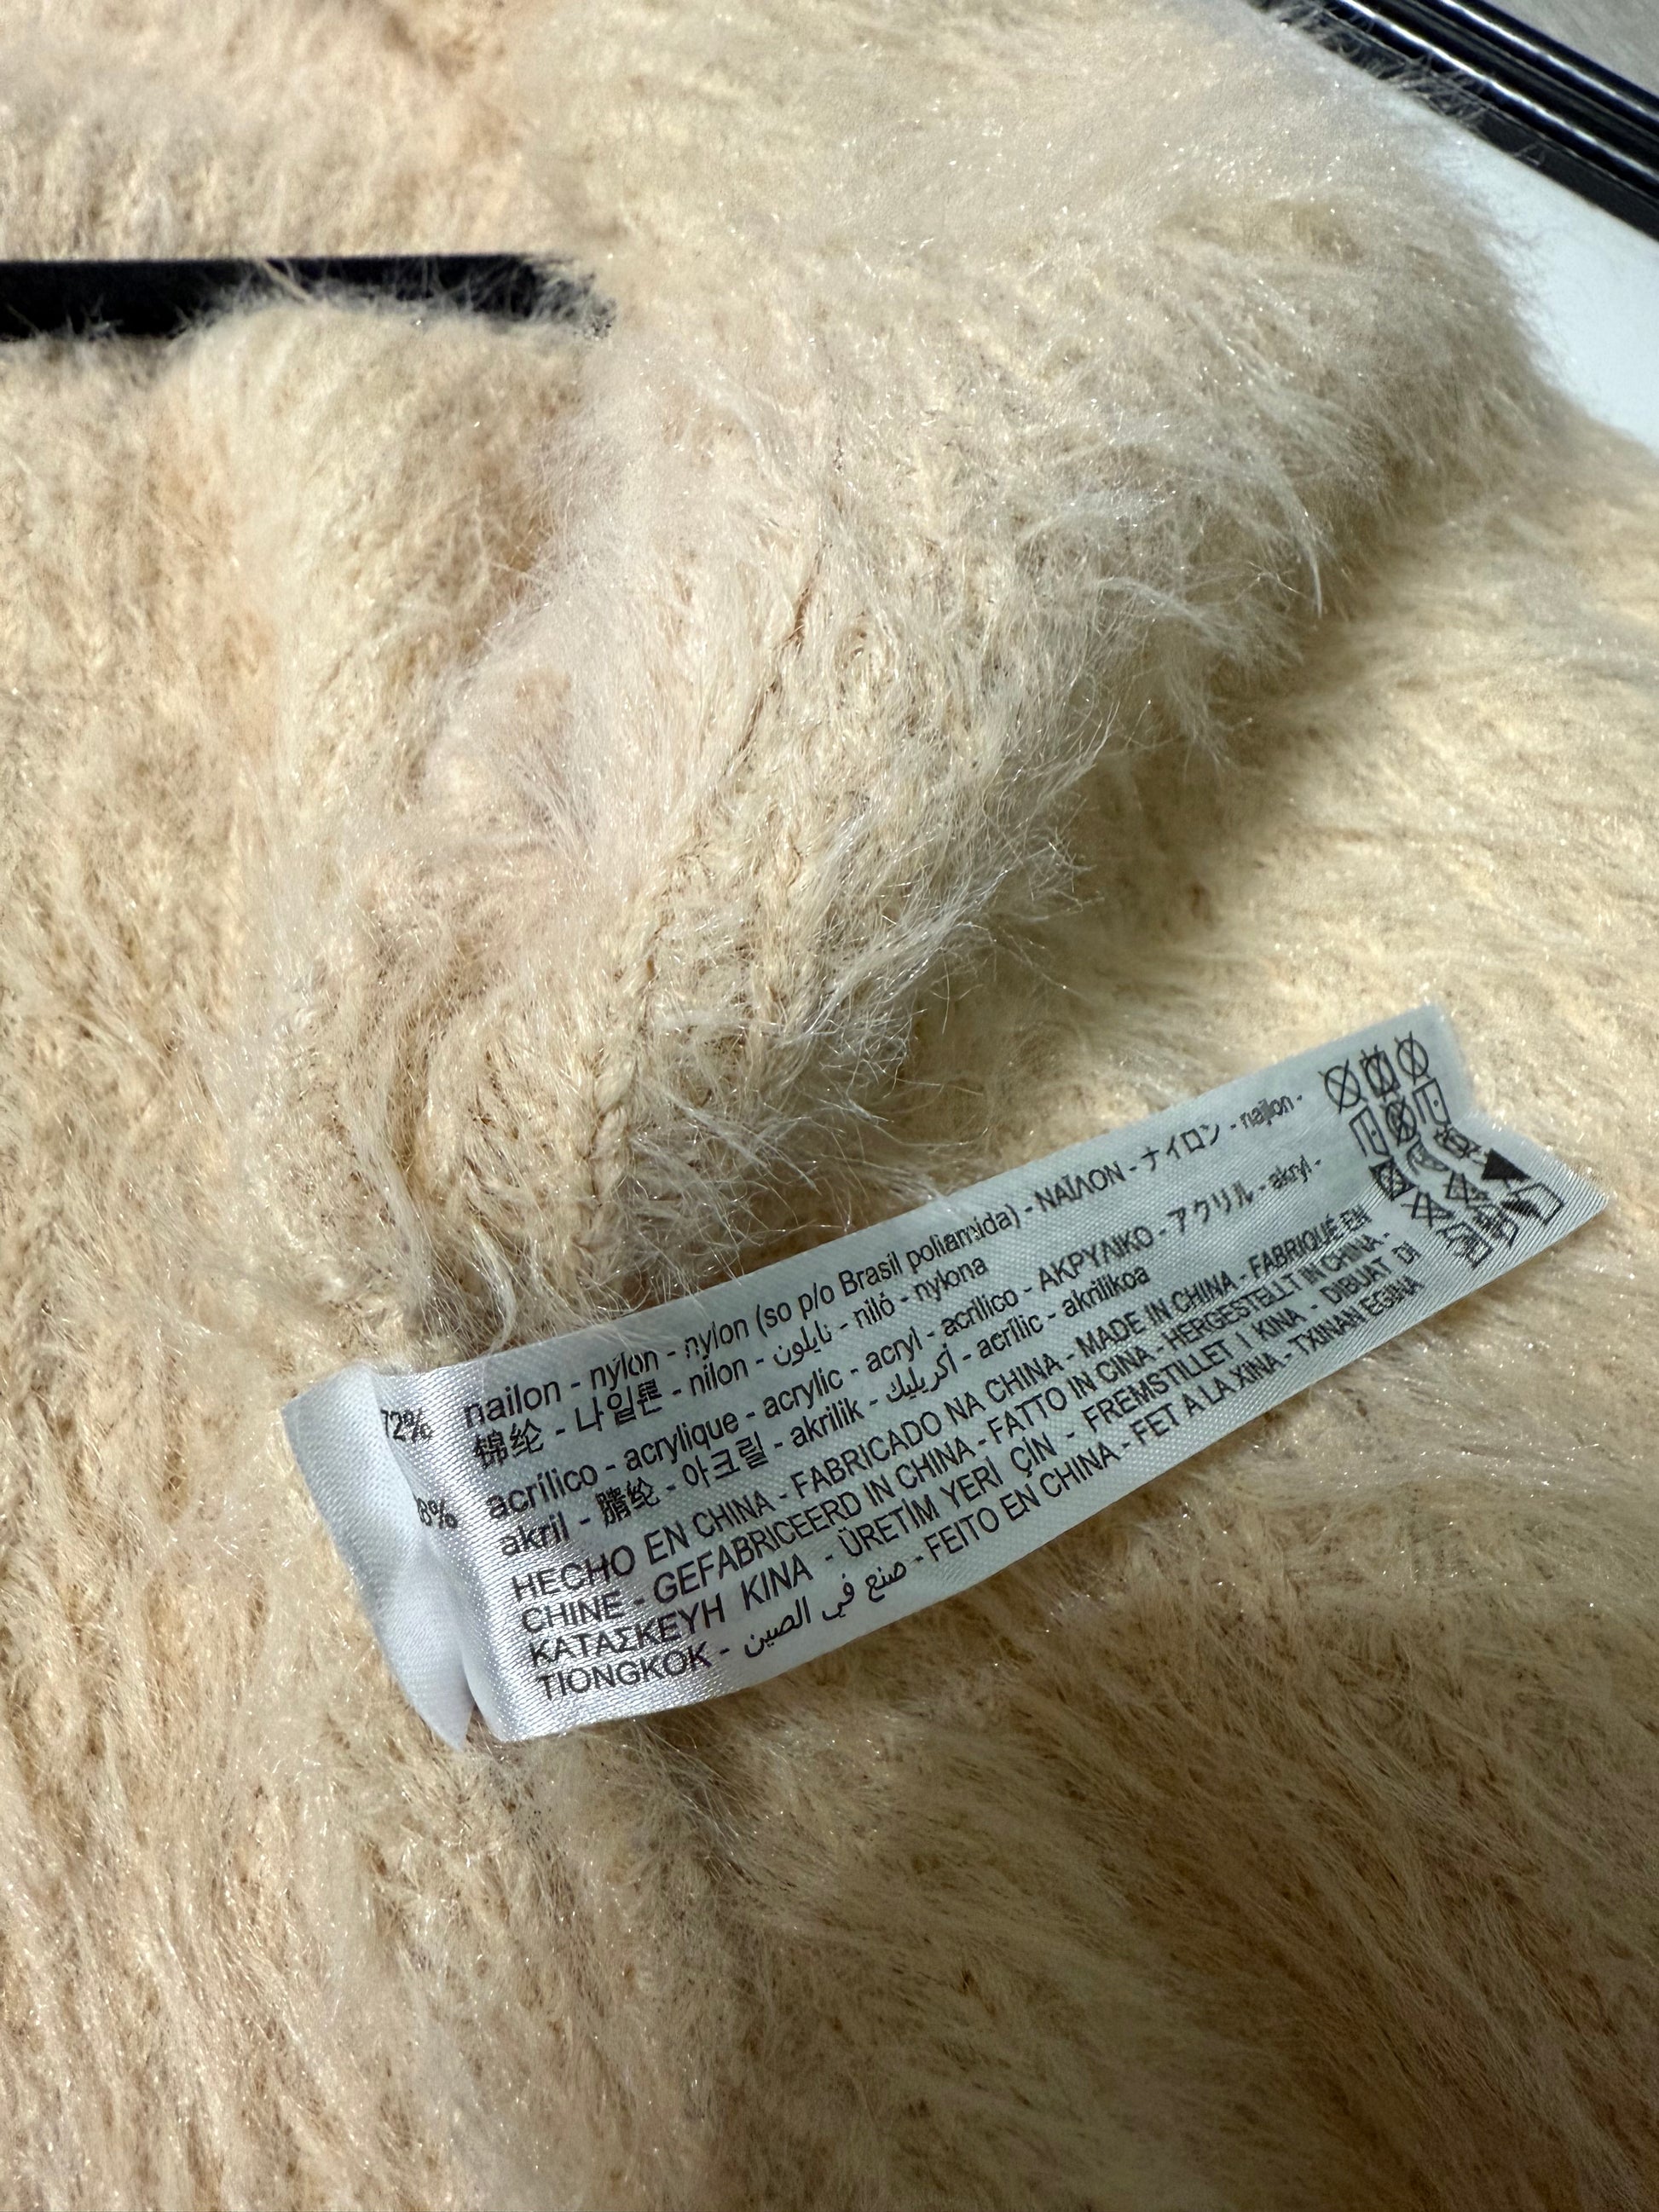 72% nailon - nýlon - nylon (so p/o Brasil poliamida) - ΝΑΪΛΟΝ - ナイロン - najlon -
锦纶 - 나일론 - nilon - نايلون - niló - nylona
acrílico - acrylique - acrylic - acryl - acrilico - ΑΚΡΥΛΙΚΟ - アクリル - akryl -
akril - 腈纶 - 아크릴 - akrilik - أكريليك - acrílic - akrilikoa
HECHO EN CHINA - FABRICADO NA CHINA - MADE IN CHINA - FABRIQUÉ EN
CHINE - GEFABRICEERD IN CHINA - FATTO IN CINA - HERGESTELLT IN CHINA -
ΚΑΤΑΣΚΕΥΗ KINA - ÜRETİM YERİ ÇİN - FREMSTILLET I KINA - DIBUAT DI
TIONGKOK - صنع في الصين - FEITO EN CHINA - FET A LA XINA - TXINAN EGINA